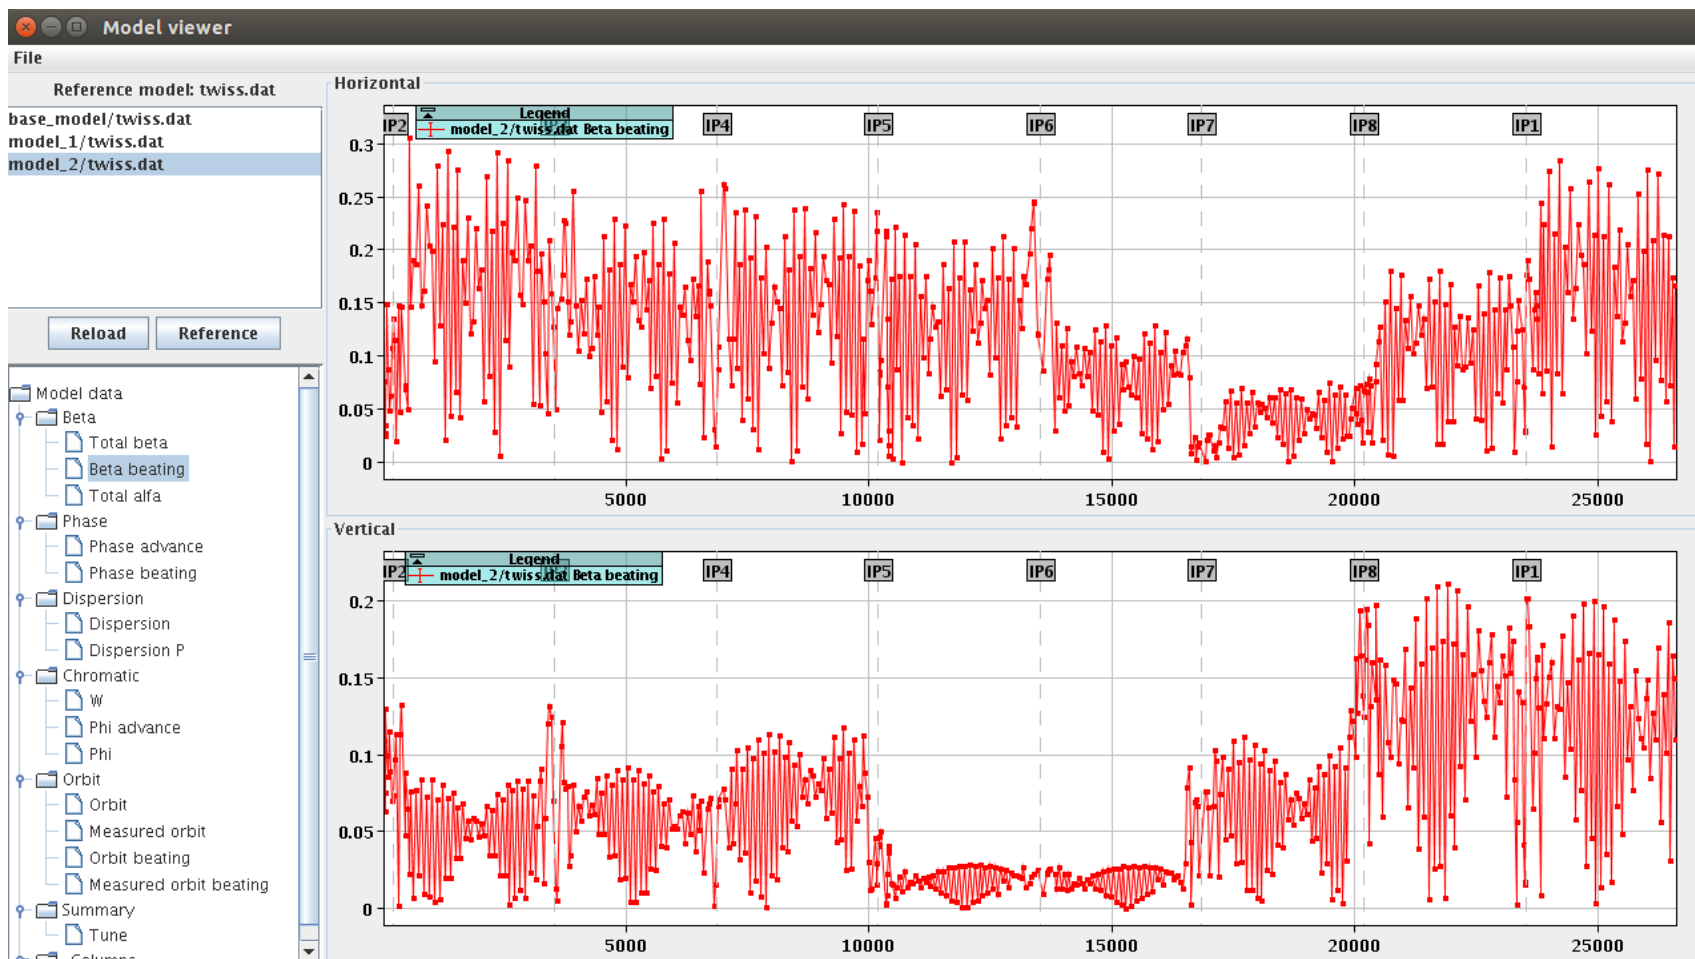 Model viewer
File
Reference model: twiss.dat
base_model/twiss.dat
model_1/twiss.dat
model_2/twiss.dat
Reload Reference
Model data
Beta
Total beta
Beta beating
Total alfa
Phase
Phase advance
Phase beating
Dispersion
Dispersion
Dispersion P
Chromatic
W
Phi advance
Phi
Orbit
Orbit
Measured orbit
Orbit beating
Measured orbit beating
Summary
Tune
Horizontal
Legend
model_2/twiss.dat Beta beating
IP2 IP4 IP5 IP6 IP7 IP8 IP1
0.3
0.25
0.2
0.15
0.1
0.05
0
5000 10000 15000 20000 25000
Vertical
Legend
model_2/twiss.dat Beta beating
IP2 IP4 IP5 IP6 IP7 IP8 IP1
0.2
0.15
0.1
0.05
0
5000 10000 15000 20000 25000